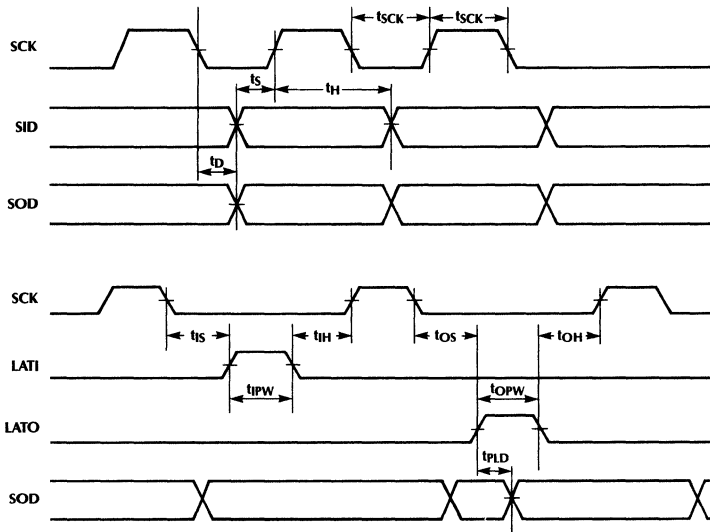 SCK
tSCK
tSCK
tS
tH
SID
tD
SOD
SCK
tIS
tIH
tOS
tOH
LATI
tIPW
tOPW
LATO
tPLD
SOD